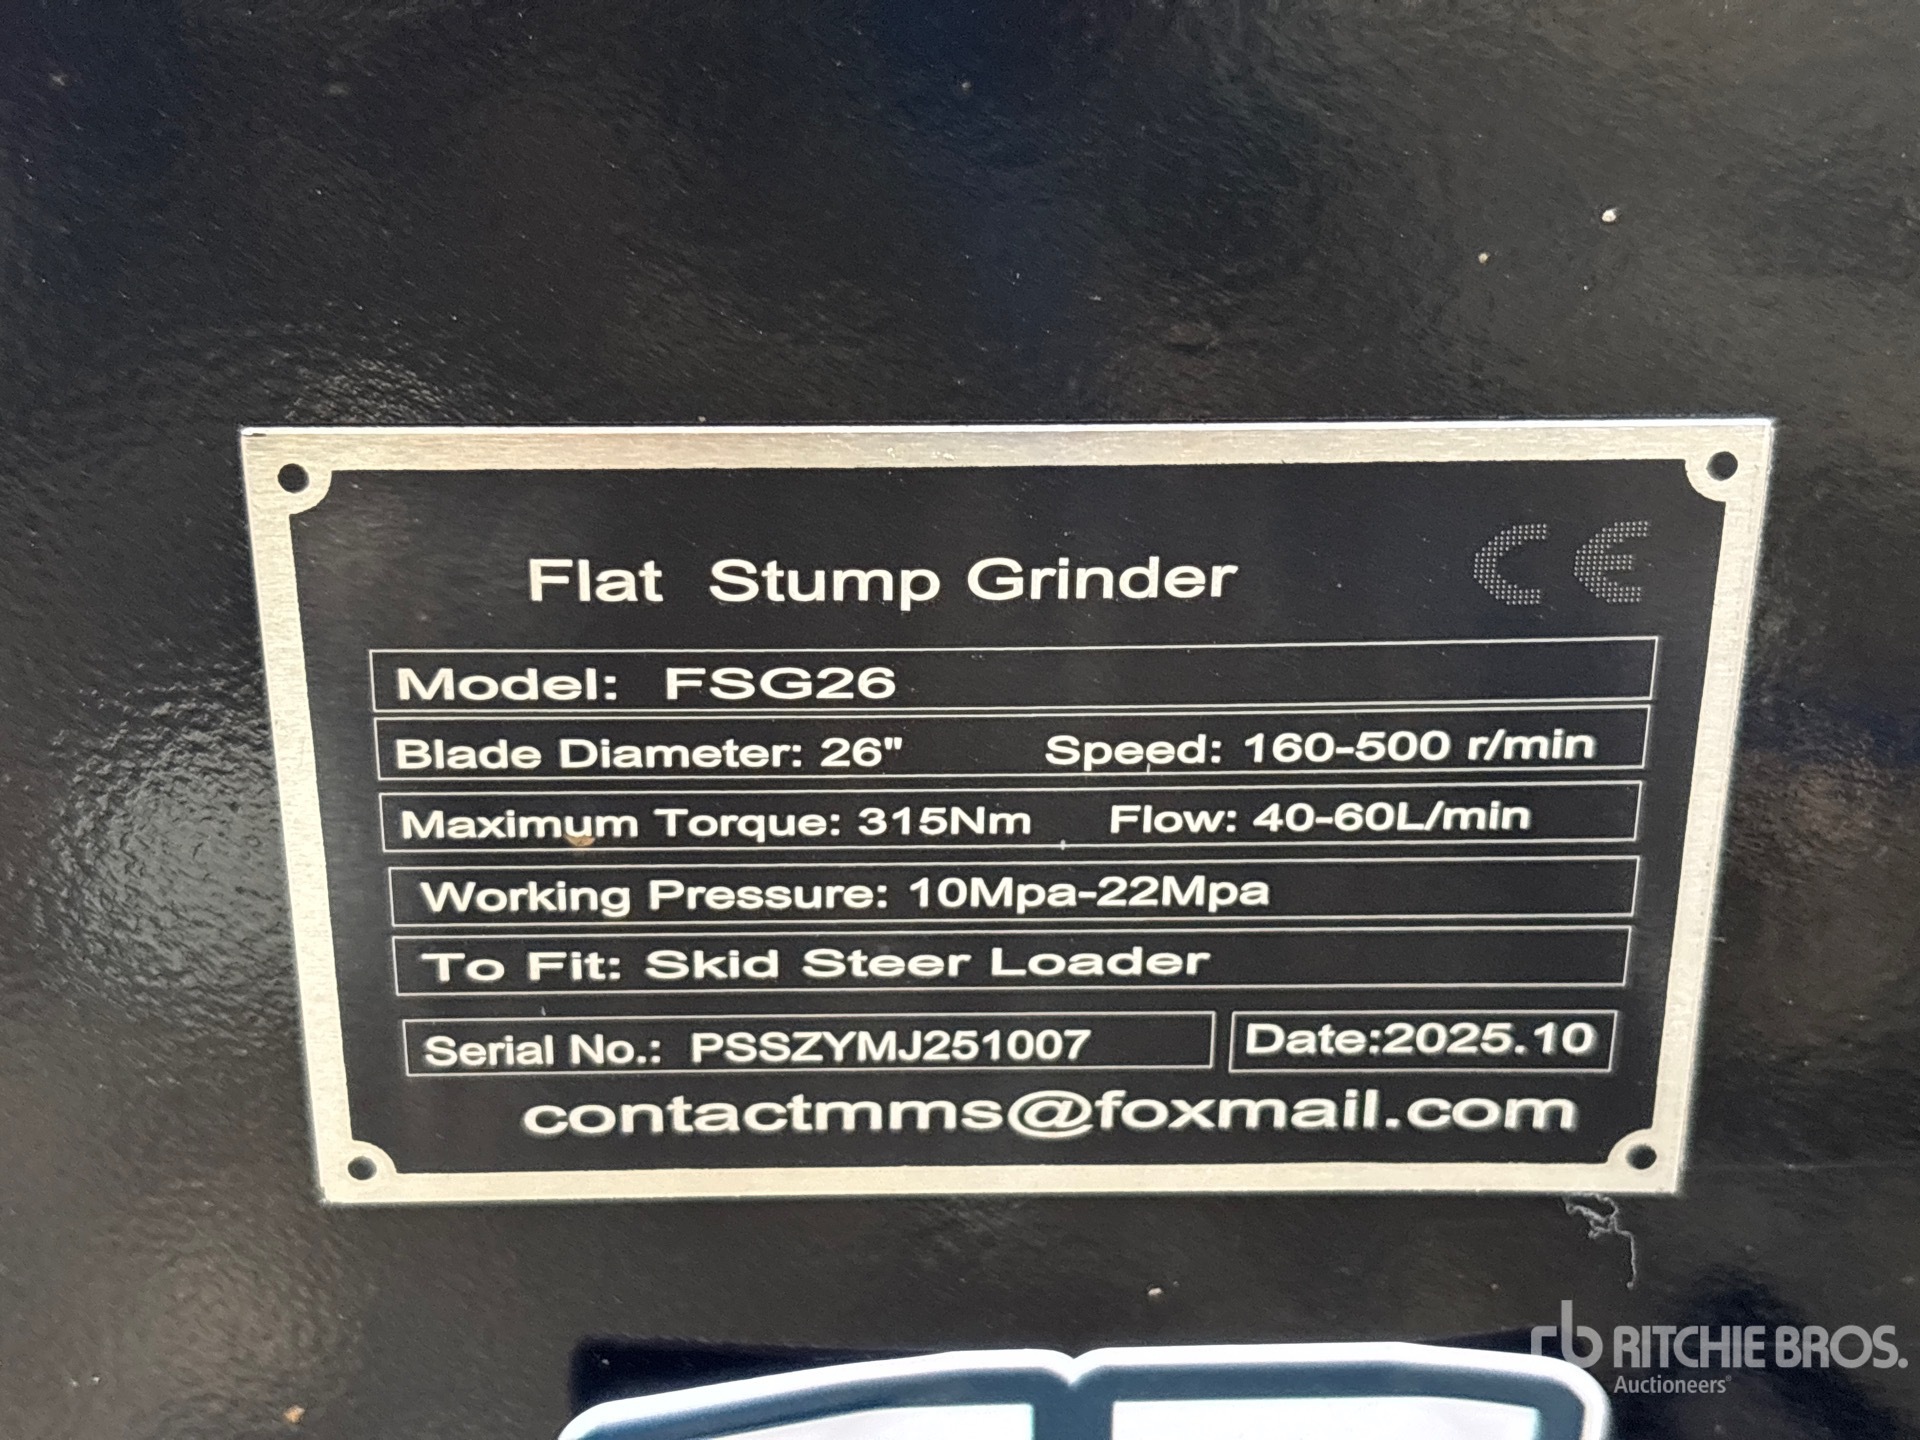 CE
Flat Stump Grinder
Model: FSG26
Blade Diameter: 26" Speed: 160-500 r/min
Maximum Torque: 315Nm Flow: 40-60L/min
Working Pressure: 10Mpa-22Mpa
To Fit: Skid Steer Loader
Serial No.: PSSZYMJ251007 Date:2025.10
contactmms@foxmail.com
rb RITCHIE BROS.
Auctioneers